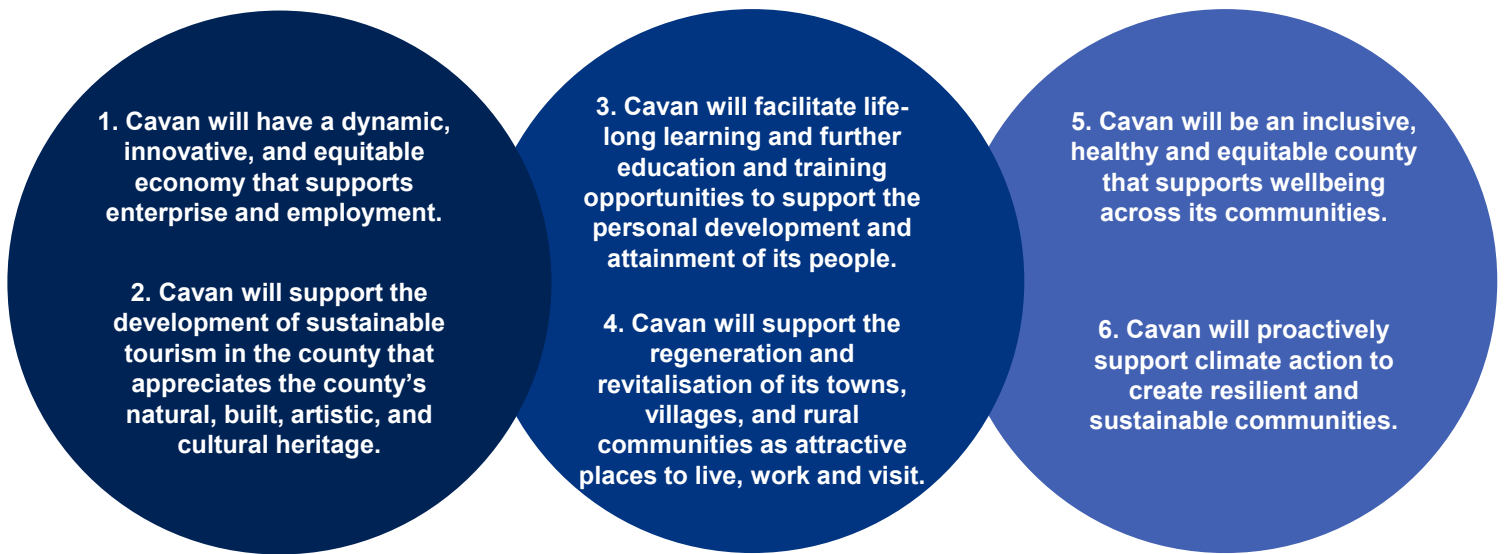 1. Cavan will have a dynamic,
innovative, and equitable
economy that supports
enterprise and employment.
2. Cavan will support the
development of sustainable
tourism in the county that
appreciates the county’s
natural, built, artistic, and
cultural heritage.
3. Cavan will facilitate life-
long learning and further
education and training
opportunities to support the
personal development and
attainment of its people.
4. Cavan will support the
regeneration and
revitalisation of its towns,
villages, and rural
communities as attractive
places to live, work and visit.
5. Cavan will be an inclusive,
healthy and equitable county
that supports wellbeing
across its communities.
6. Cavan will proactively
support climate action to
create resilient and
sustainable communities.